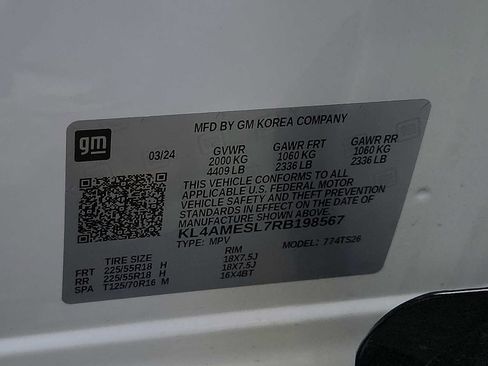 gm
MFD BY GM KOREA COMPANY
03/24 GVWR GAWR FRT GAWR RR
2000 KG 1060 KG 1060 KG
4409 LB 2336 LB 2336 LB
THIS VEHICLE CONFORMS TO ALL
APPLICABLE U.S. FEDERAL MOTOR
VEHICLE SAFETY AND THEFT PREVENTION
STANDARDS IN EFFECT ON THE DATE OF
MANUFACTURE SHOWN ABOVE.
KL4AMESL7RB198567
TYPE: MPV MODEL: 774TS26
TIRE SIZE RIM
FRT 225/55R18 H 18X7.5J
RR 225/55R18 H 18X7.5J
SPA T125/70R16 M 16X4BT